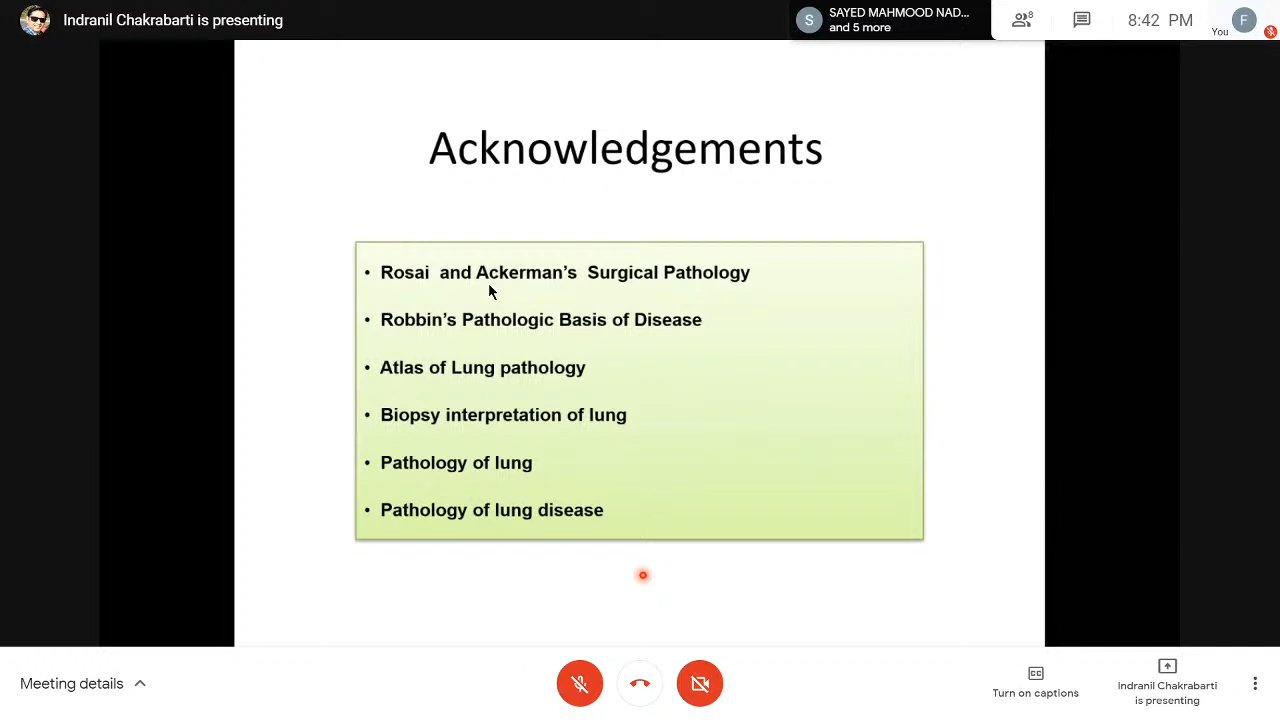 Indranil Chakrabarti is presenting
S
SAYED MAHMOOD NAD...
and 5 more
8
8:42 PM
You
F
Acknowledgements
• Rosai and Ackerman’s Surgical Pathology
• Robbin’s Pathologic Basis of Disease
• Atlas of Lung pathology
• Biopsy interpretation of lung
• Pathology of lung
• Pathology of lung disease
Meeting details
CC
Turn on captions
Indranil Chakrabarti
is presenting